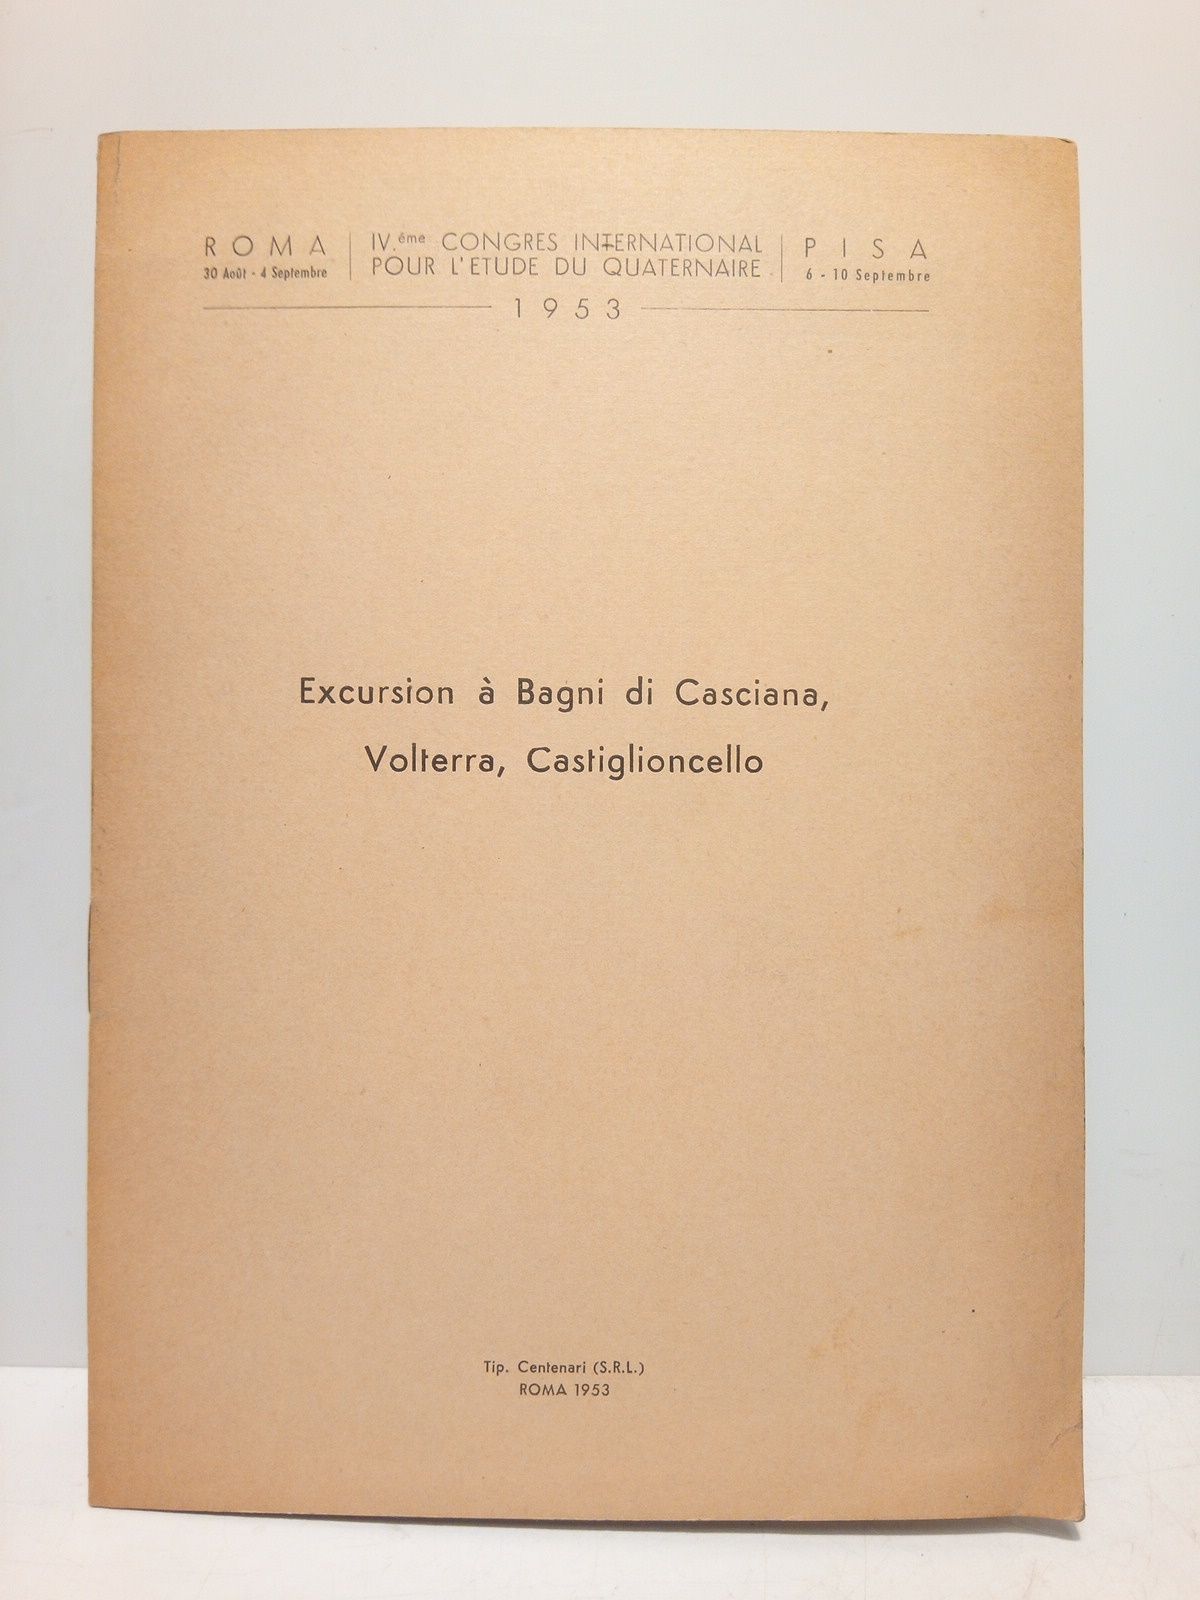 ROMA
30 Août - 4 Septembre
IV.éme CONGRES INTERNATIONAL
POUR L'ETUDE DU QUATERNAIRE
PISA
6 - 10 Septembre
1953
Excursion à Bagni di Casciana,
Volterra, Castiglioncello
Tip. Centenari (S.R.L.)
ROMA 1953